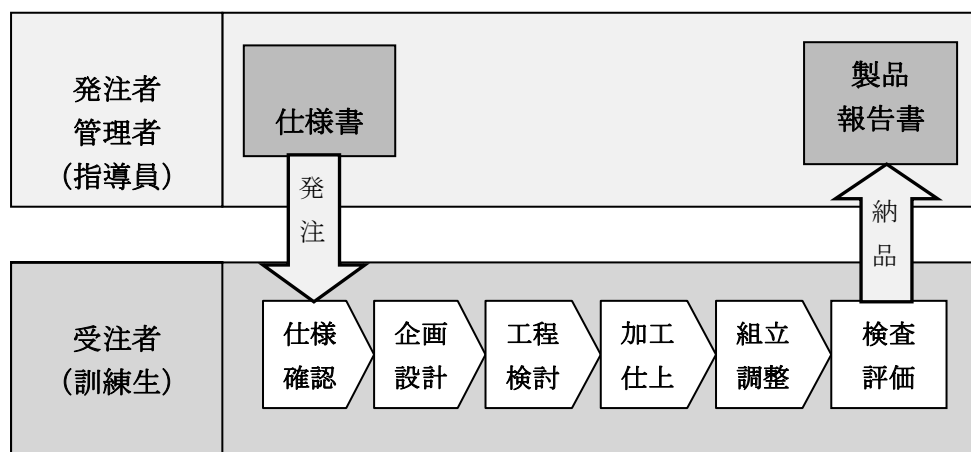 発注者
管理者
（指導員）
仕様書
発
注
製品
報告書
納
品
受注者
（訓練生）
仕様
確認
企画
設計
工程
検討
加工
仕上
組立
調整
検査
評価